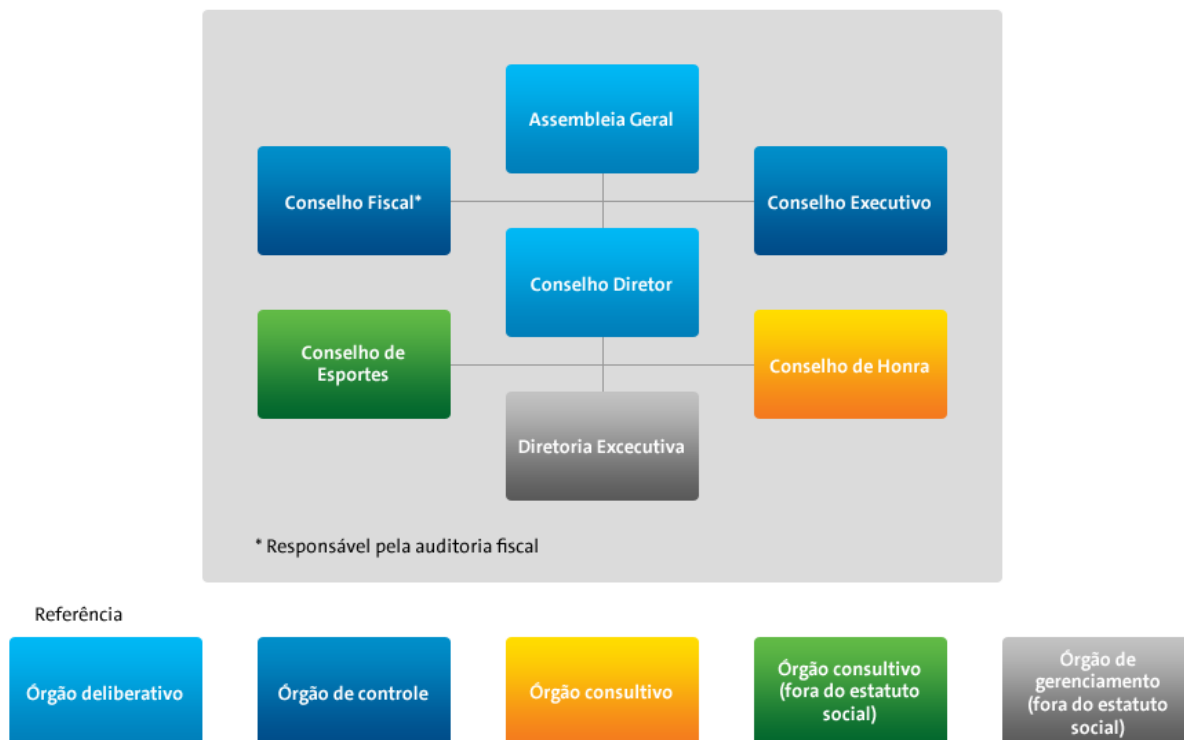 Assembleia Geral
Conselho Fiscal*
Conselho Executivo
Conselho Diretor
Conselho de
Esportes
Conselho de Honra
Diretoria Excecutiva
* Responsável pela auditoria fiscal
Referência
Órgão deliberativo
Órgão de controle
Órgão consultivo
Órgão consultivo
(fora do estatuto
social)
Órgão de
gerenciamento
(fora do estatuto
social)